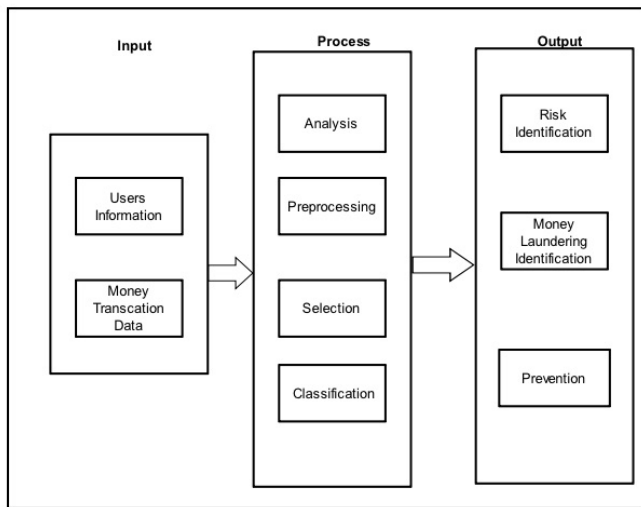 Input
Users
Information
Money
Transcation
Data
Process
Analysis
Preprocessing
Selection
Classification
Output
Risk
Identification
Money
Laundering
Identification
Prevention